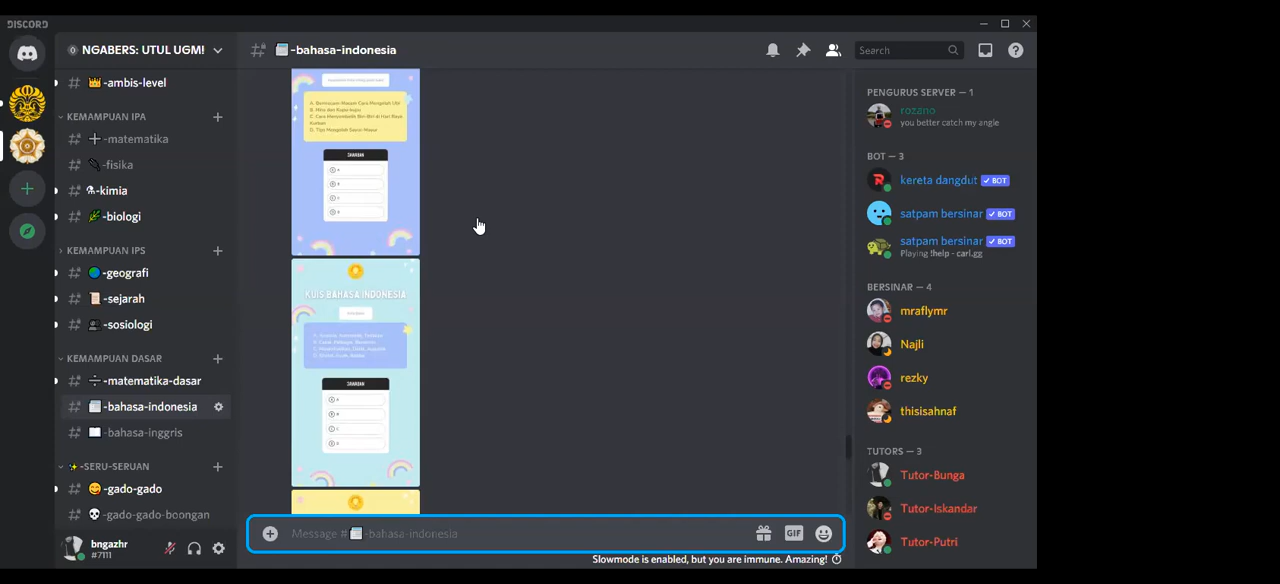 DISCORD
NGABERS: UTUL UGM!
-ambis-level
KEMAMPUAN IPA
-matematika
-fisika
-kimia
-biologi
KEMAMPUAN IPS
-geografi
-sejarah
-sosiologi
KEMAMPUAN DASAR
-matematika-dasar
-bahasa-indonesia
-bahasa-inggris
-SERU-SERUAN
-gado-gado
-gado-gado-boongan
bngazhr
#7111
-bahasa-indonesia
Search
JAWABAN
A
B
C
D
KUIS BAHASA INDONESIA
JAWABAN
A
B
C
D
Message # -bahasa-indonesia
GIF
Slowmode is enabled, but you are immune. Amazing!
PENGURUS SERVER — 1
rozano
you better catch my angle
BOT — 3
kereta dangdut ✓ BOT
satpam bersinar ✓ BOT
satpam bersinar ✓ BOT
Playing !help - carl.gg
BERSINAR — 4
mraflymr
Najli
rezky
thisisahnaf
TUTORS — 3
Tutor-Bunga
Tutor-Iskandar
Tutor-Putri